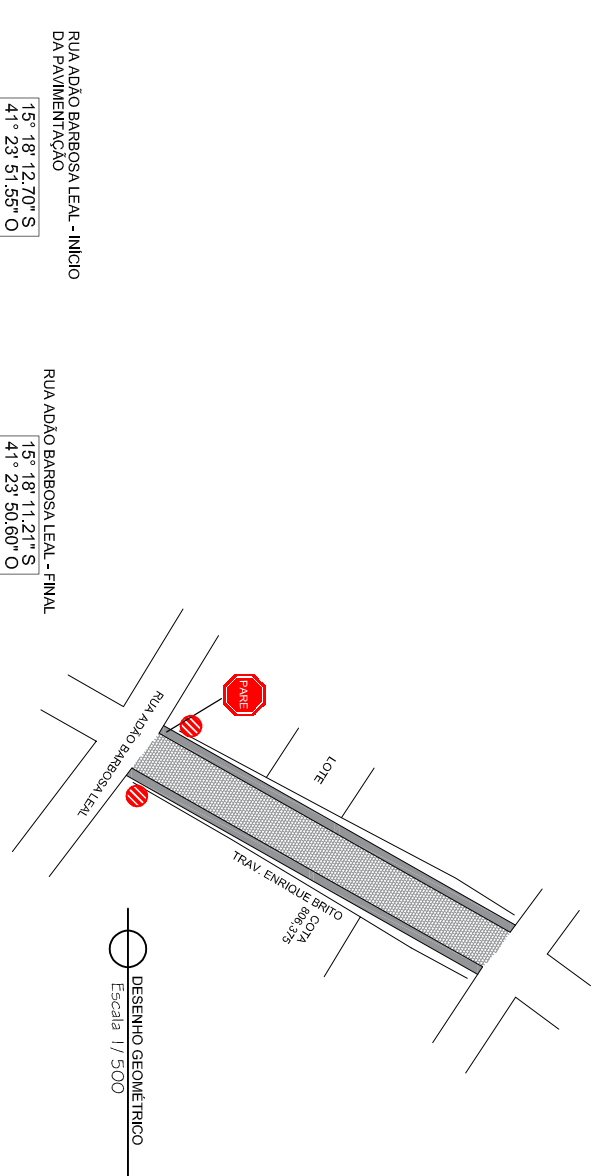 RUA ADÃO BARBOSA LEAL - INÍCIO
DA PAVIMENTAÇÃO
15° 18' 12.70" S
41° 23' 51.55" O
RUA ADÃO BARBOSA LEAL - FINAL
15° 18' 11.21" S
41° 23' 50.60" O
PARE
LOTE
RUA ADÃO BARBOSA LEAL
TRAV. ENRIQUE BRITO
COTA
806,375
DESENHO GEOMÉTRICO
Escala 1/ 500